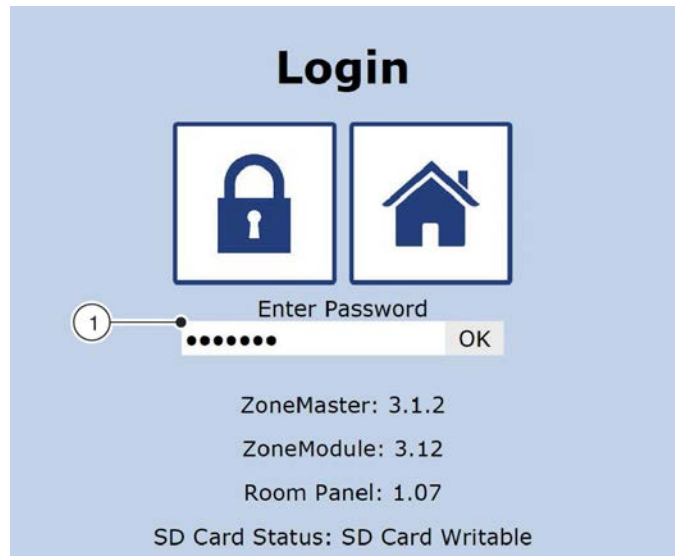 Login
Enter Password
1
••••••• OK
ZoneMaster: 3.1.2
ZoneModule: 3.12
Room Panel: 1.07
SD Card Status: SD Card Writable